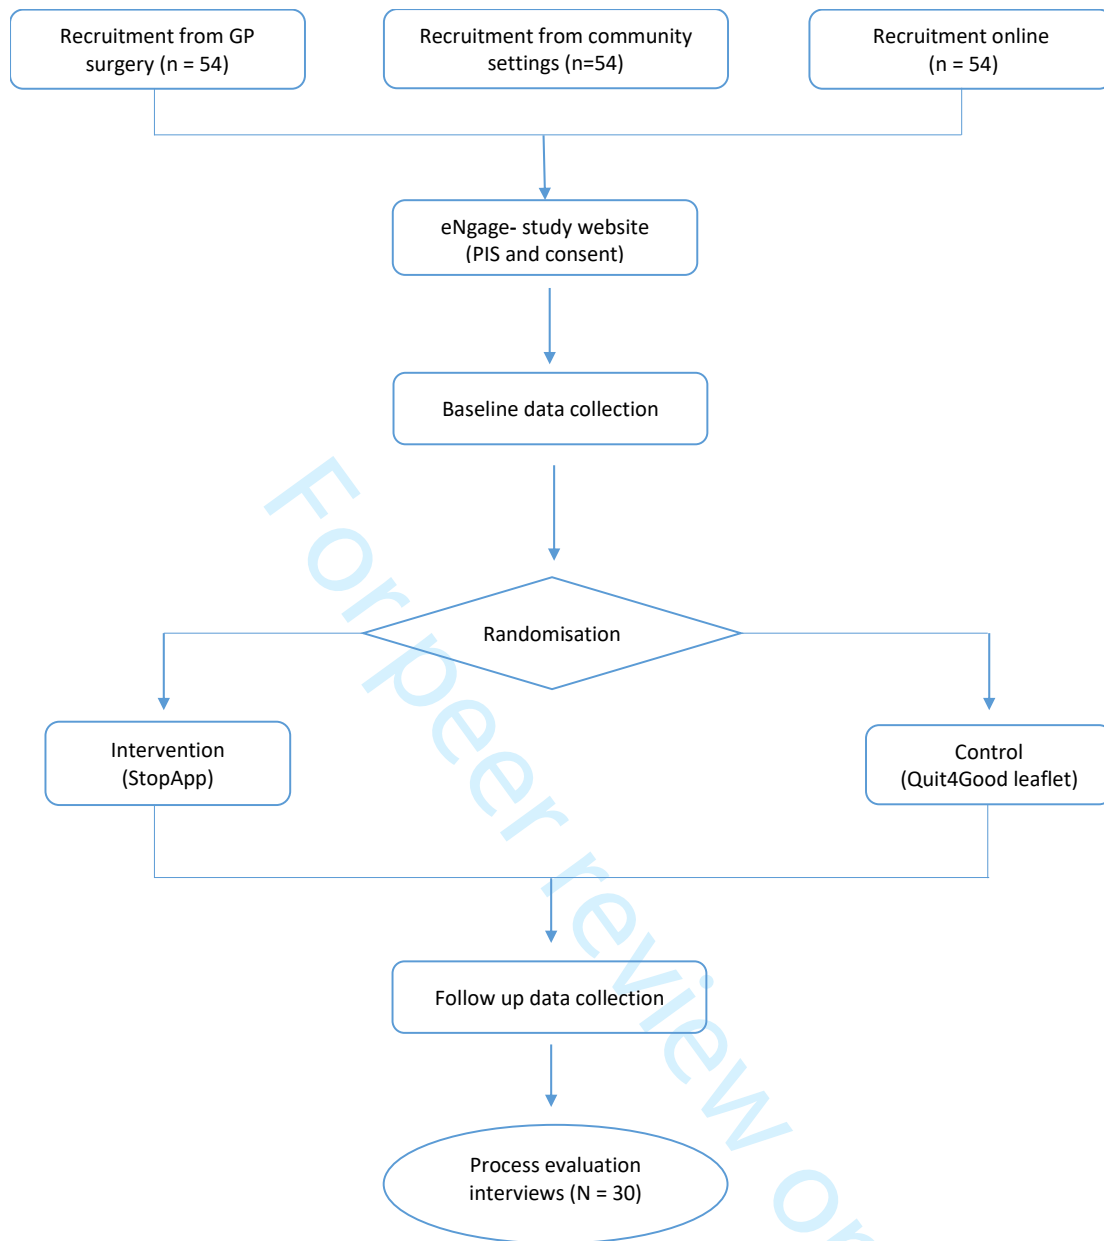 Recruitment from GP
surgery (n = 54)
Recruitment from community
settings (n=54)
Recruitment online
(n = 54)
eNgage- study website
(PIS and consent)
Baseline data collection
Randomisation
Intervention
(StopApp)
Control
(Quit4Good leaflet)
Follow up data collection
Process evaluation
interviews (N = 30)
For peer review on